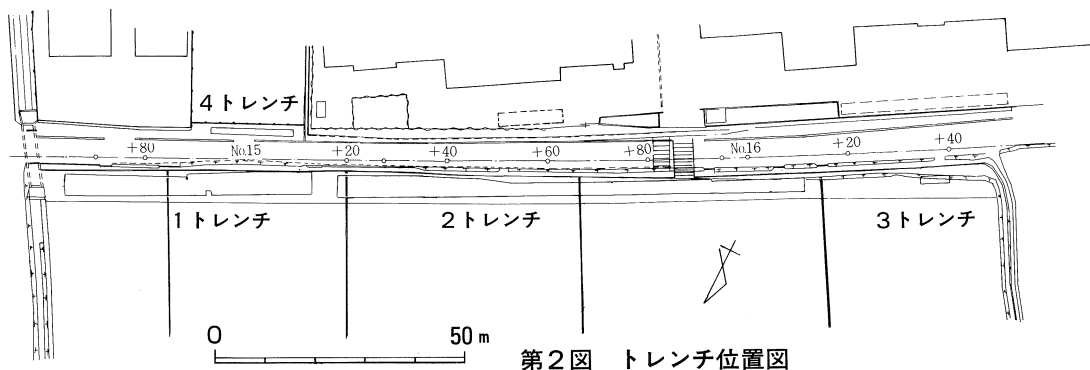 4トレンチ
+80 No.15 +20 +40 +60 +80 No.16 +20 +40
1トレンチ 2トレンチ 3トレンチ
0 50m
第2図 トレンチ位置図